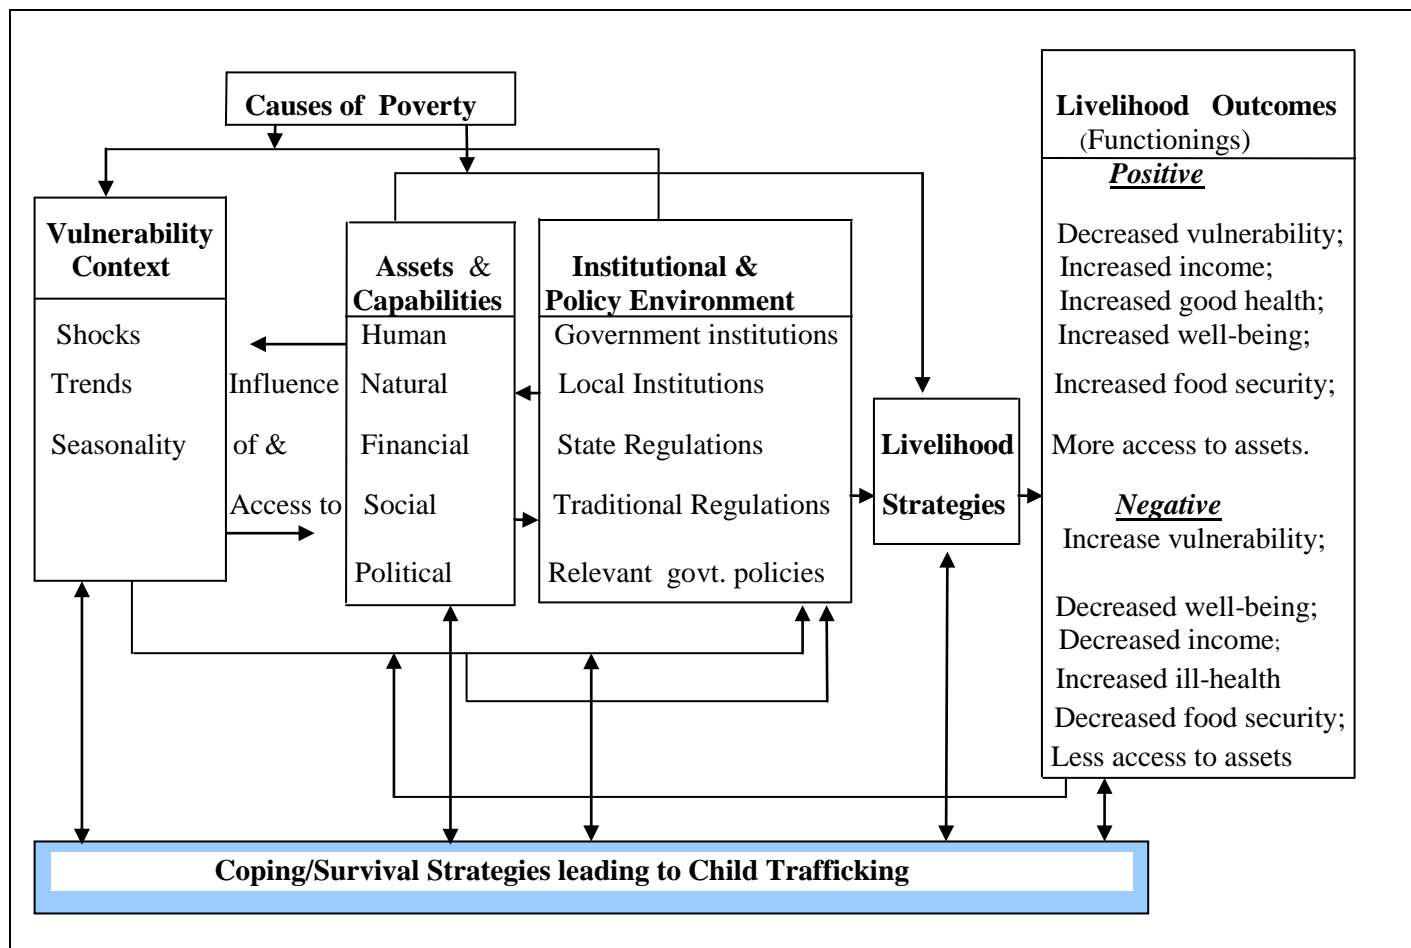 Causes of Poverty
Vulnerability
Context
Shocks
Trends
Seasonality
Influence
of &
Access to
Assets &
Capabilities
Human
Natural
Financial
Social
Political
Institutional &
Policy Environment
Government institutions
Local Institutions
State Regulations
Traditional Regulations
Relevant govt. policies
Livelihood
Strategies
Livelihood Outcomes
(Functionings)
Positive
Decreased vulnerability;
Increased income;
Increased good health;
Increased well-being;
Increased food security;
More access to assets.
Negative
Increase vulnerability;
Decreased well-being;
Decreased income;
Increased ill-health
Decreased food security;
Less access to assets
Coping/Survival Strategies leading to Child Trafficking